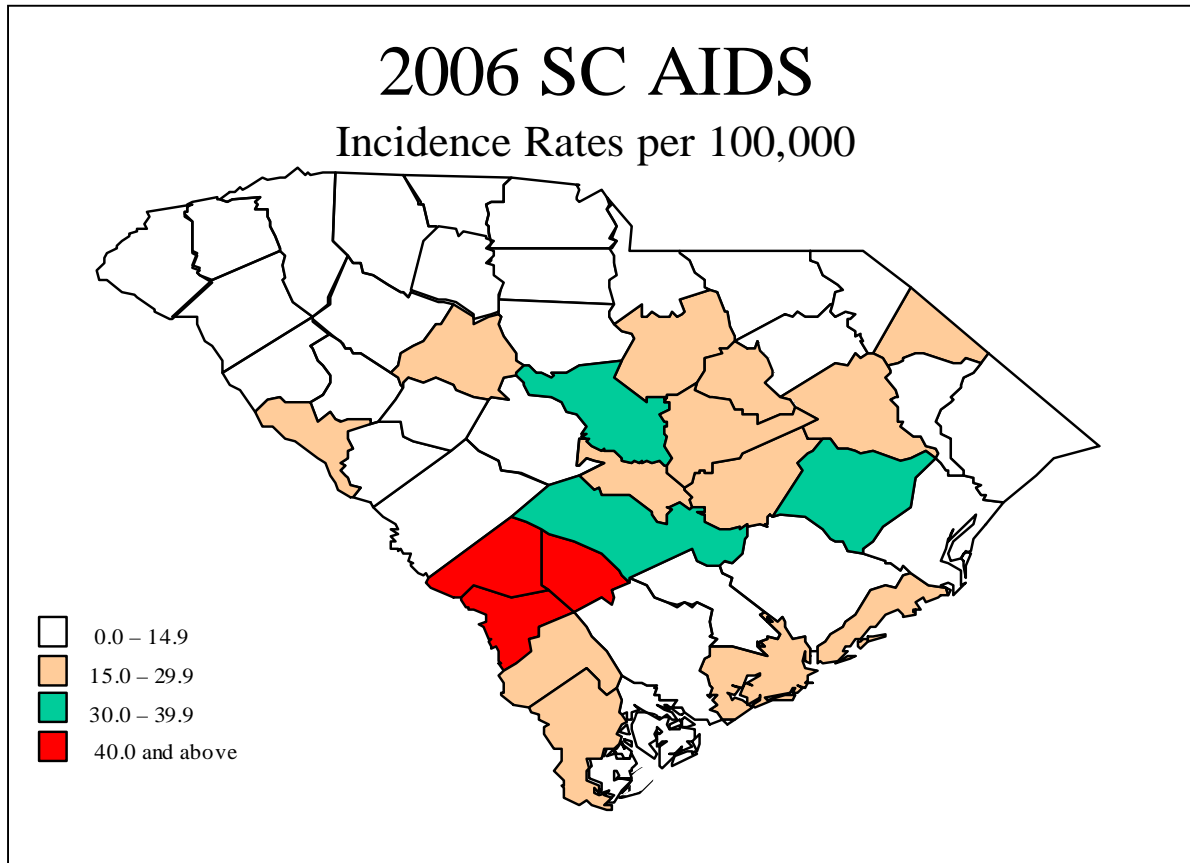 2006 SC AIDS
Incidence Rates per 100,000
0.0 – 14.9
15.0 – 29.9
30.0 – 39.9
40.0 and above